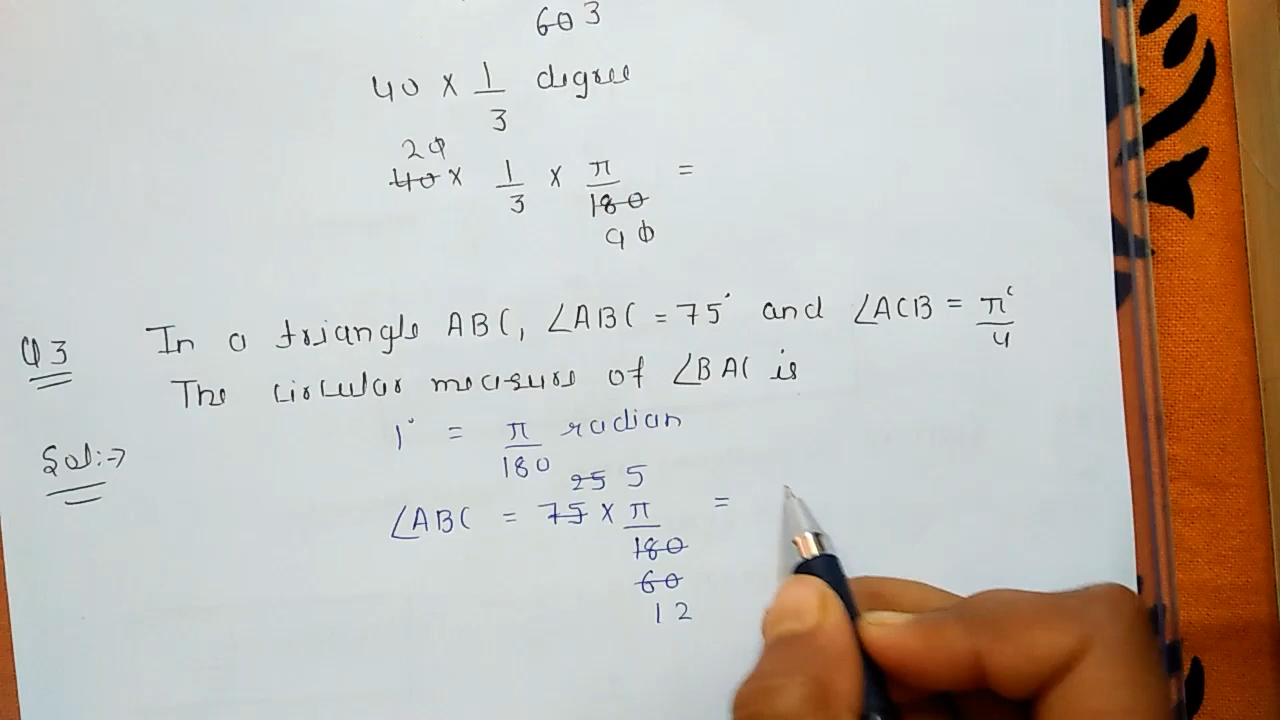 60 3
40 × 1/3 degree
20
40 × 1/3 × π/180 =
90
Q3 In a triangle ABC, ∠ABC = 75° and ∠ACB = π^c/4
The circular measure of ∠BAC is
Sol:→ 1° = π/180 radian
25 5
∠ABC = 75 × π/180 =
60
12